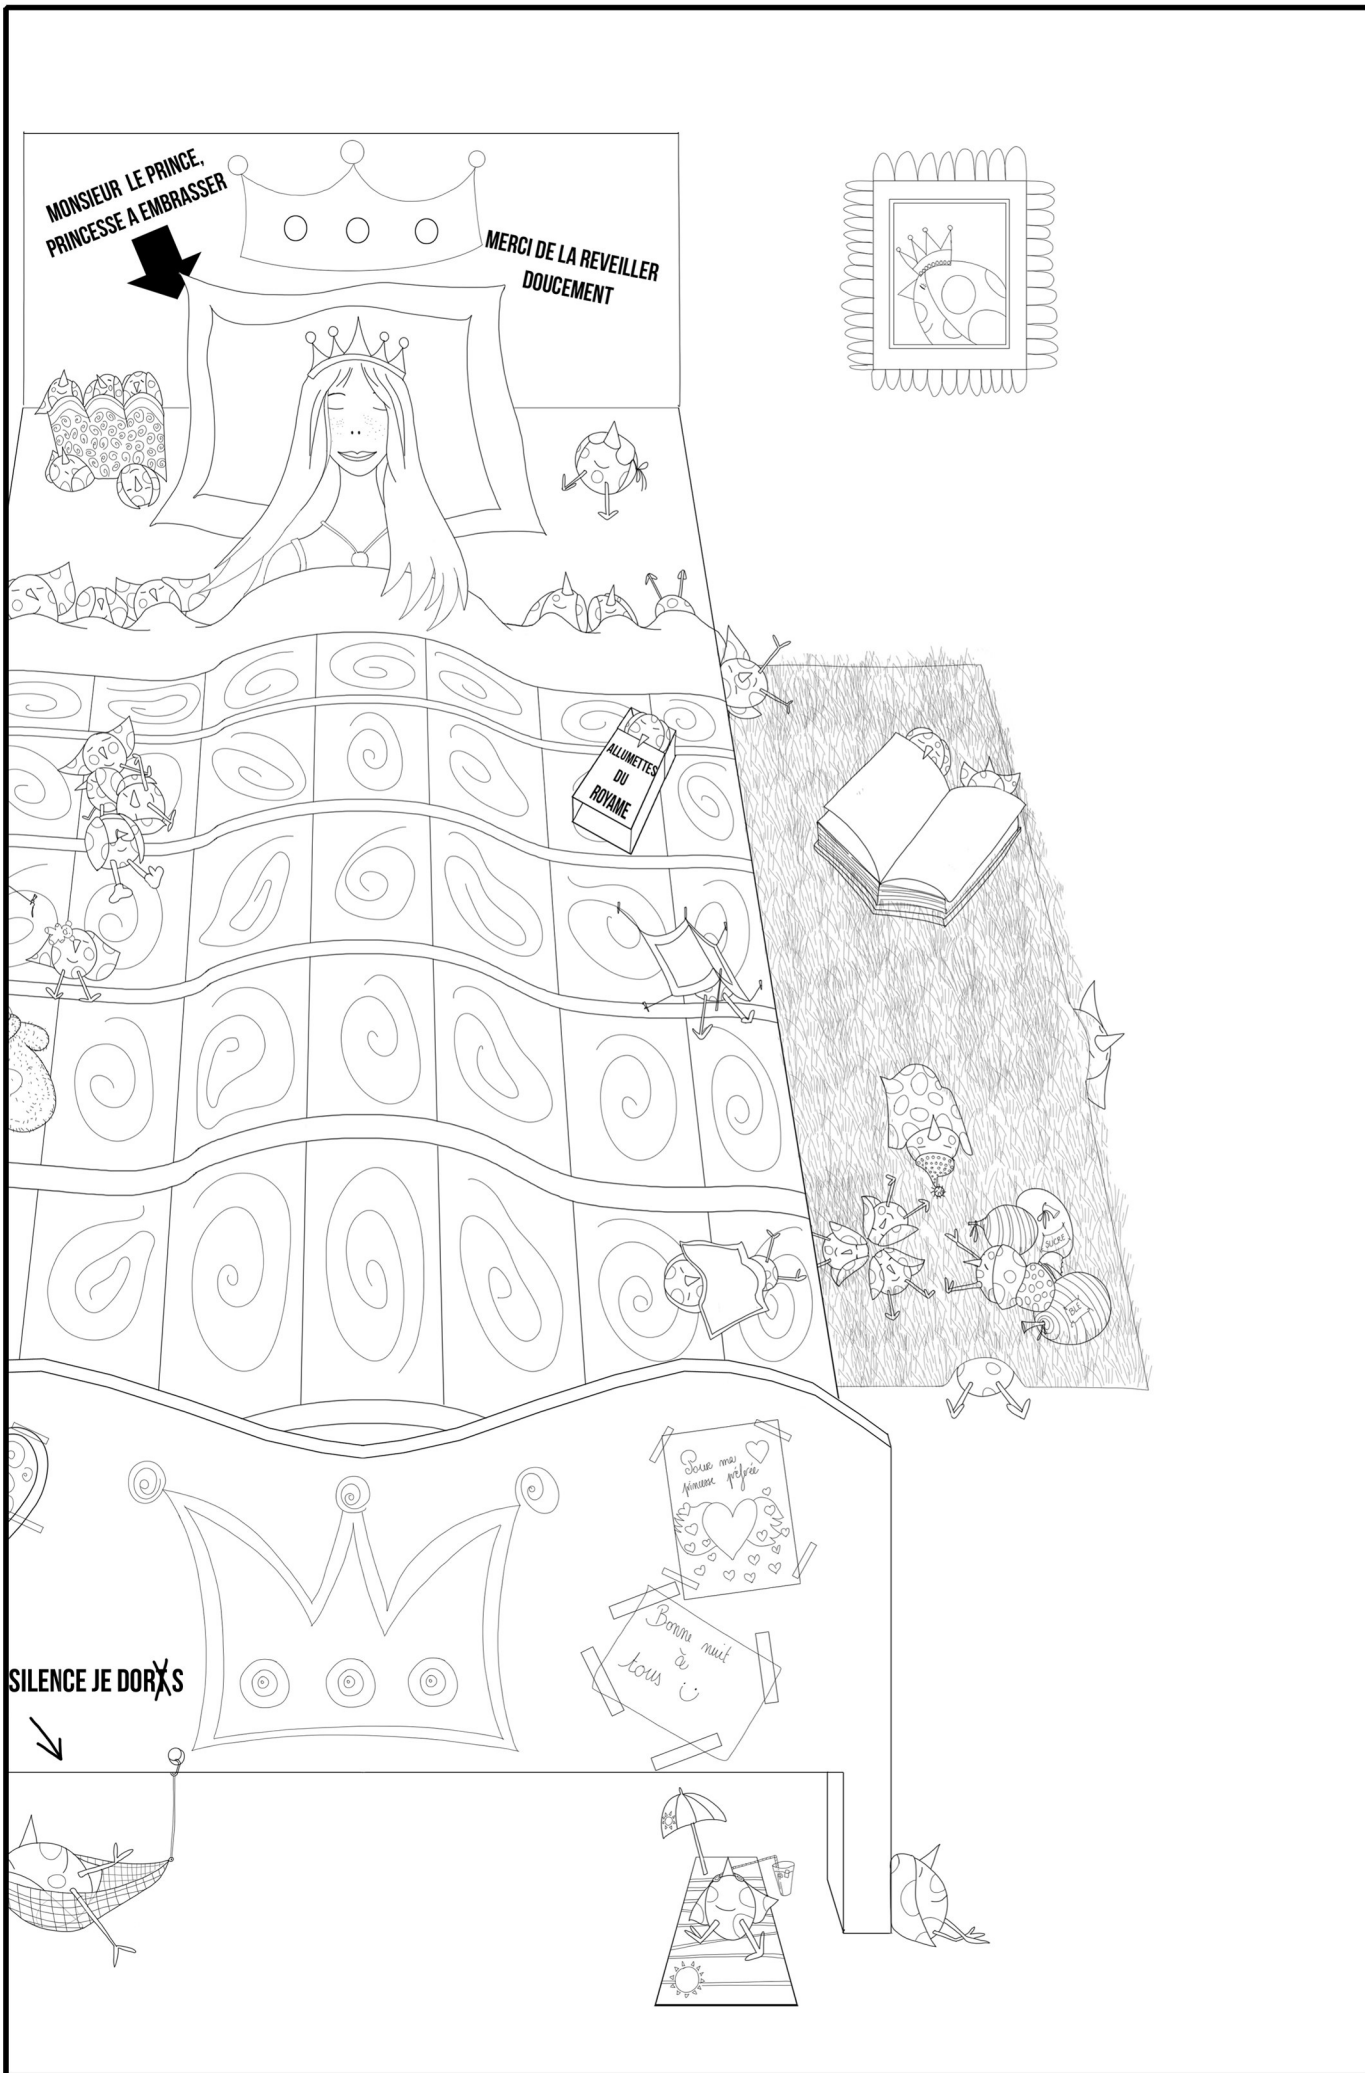 MONSIEUR LE PRINCE,
PRINCESSE A EMBRASSER
MERCI DE LA REVEILLER
DOUCEMENT
ALLUMETTES
DU
ROYAME
SUCRE
BLE
Pour ma
princesse préférée
Bonne nuit
à
tous
SILENCE JE DORTS